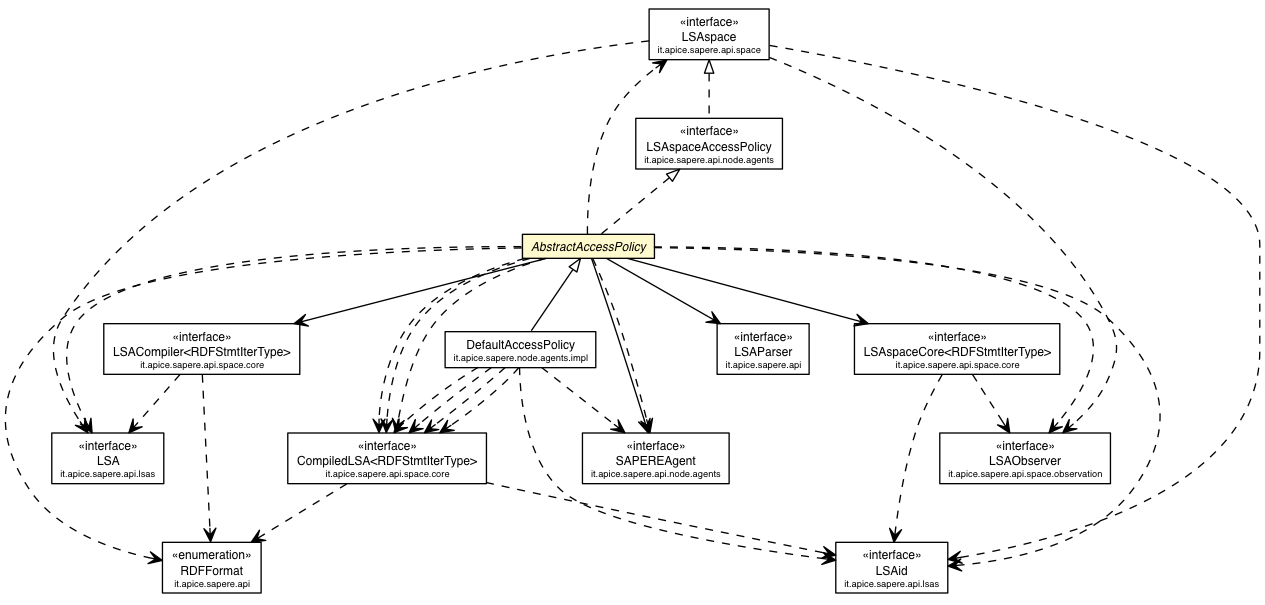 «interface»
LSAspace
it.apice.sapere.api.space
«interface»
LSAspaceAccessPolicy
it.apice.sapere.api.node.agents
AbstractAccessPolicy
«interface»
LSACompiler<RDFStmtIterType>
it.apice.sapere.api.space.core
DefaultAccessPolicy
it.apice.sapere.node.agents.impl
«interface»
LSAParser
it.apice.sapere.api
«interface»
LSAspaceCore<RDFStmtIterType>
it.apice.sapere.api.space.core
«interface»
LSA
it.apice.sapere.api.lsas
«interface»
CompiledLSA<RDFStmtIterType>
it.apice.sapere.api.space.core
«interface»
SAPEREAgent
it.apice.sapere.api.node.agents
«interface»
LSAObserver
it.apice.sapere.api.space.observation
«enumeration»
RDFFormat
it.apice.sapere.api
«interface»
LSAid
it.apice.sapere.api.lsas